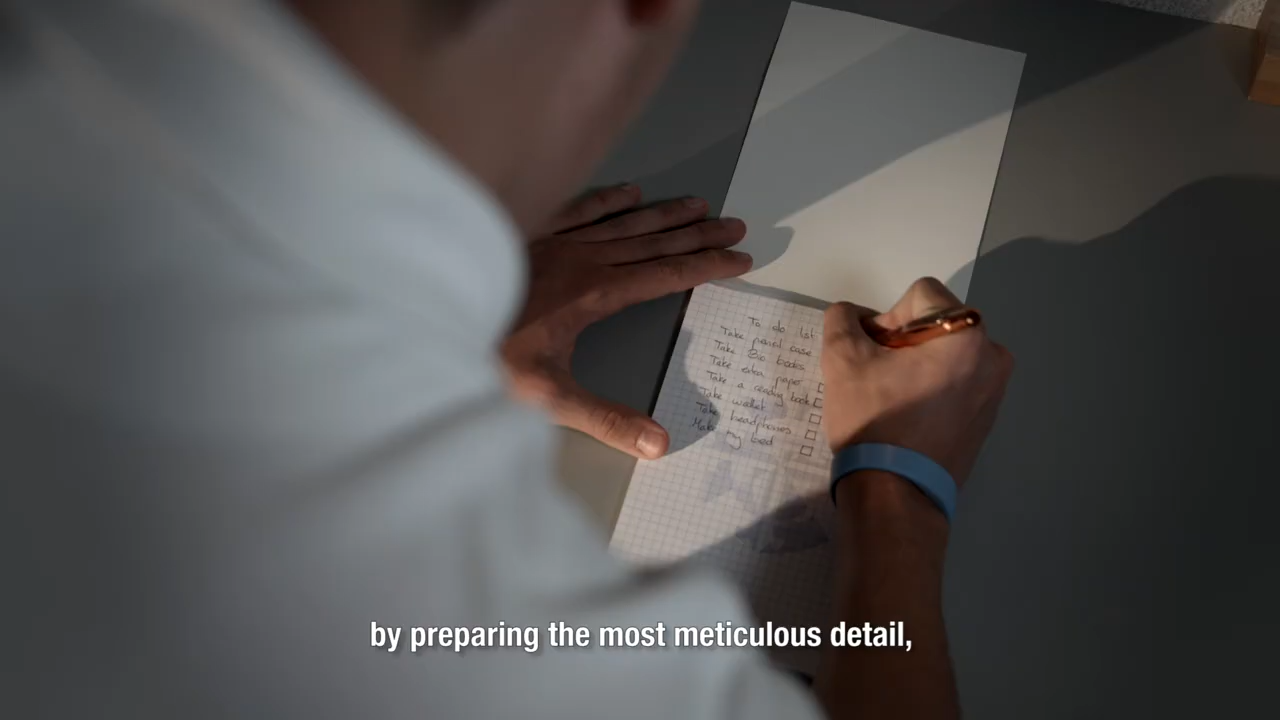 To do list
Take pencil case
Take Bio books
Take extra paper
Take a reading book
Take wallet
Take headphones
Make my bed
by preparing the most meticulous detail,